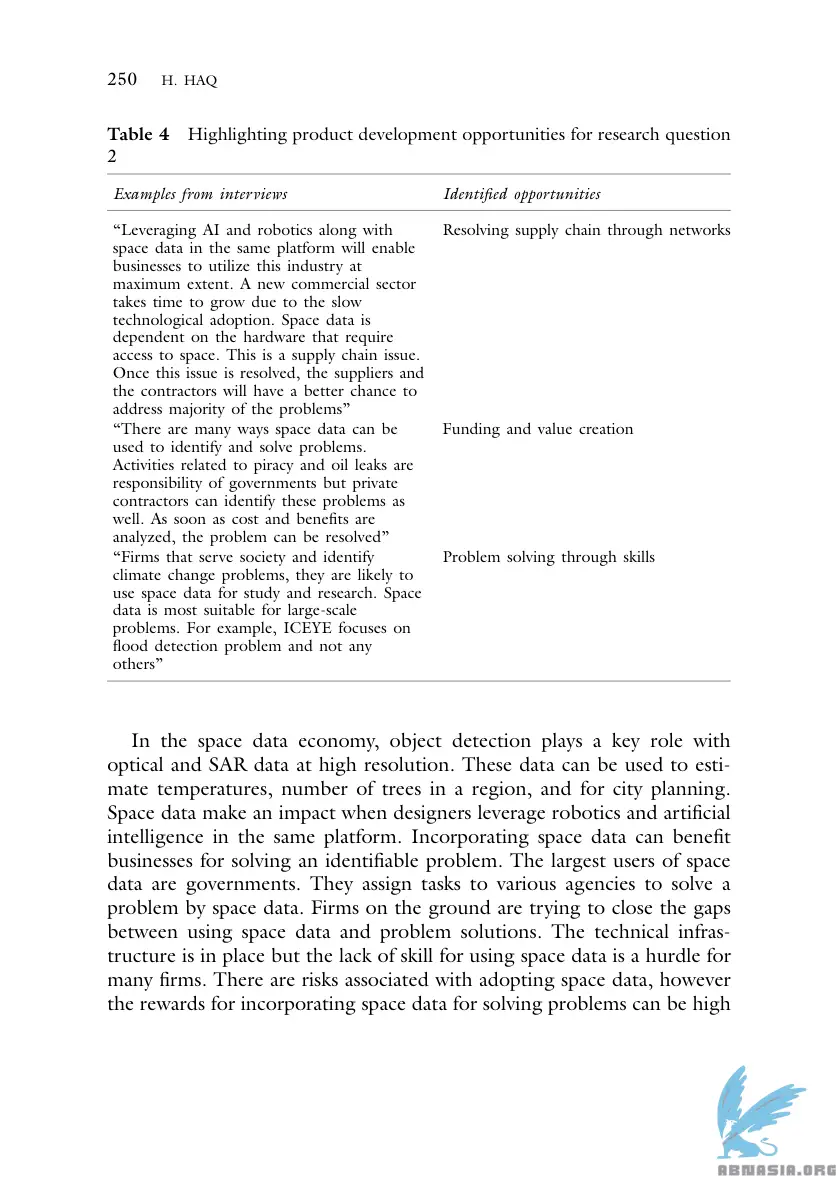 250 H. HAQ
Table 4 Highlighting product development opportunities for research question
2
Examples from interviews Identified opportunities
“Leveraging AI and robotics along with Resolving supply chain through networks
space data in the same platform will enable
businesses to utilize this industry at
maximum extent. A new commercial sector
takes time to grow due to the slow
technological adoption. Space data is
dependent on the hardware that require
access to space. This is a supply chain issue.
Once this issue is resolved, the suppliers and
the contractors will have a better chance to
address majority of the problems”
“There are many ways space data can be Funding and value creation
used to identify and solve problems.
Activities related to piracy and oil leaks are
responsibility of governments but private
contractors can identify these problems as
well. As soon as cost and benefits are
analyzed, the problem can be resolved”
“Firms that serve society and identify Problem solving through skills
climate change problems, they are likely to
use space data for study and research. Space
data is most suitable for large-scale
problems. For example, ICEYE focuses on
flood detection problem and not any
others”
In the space data economy, object detection plays a key role with
optical and SAR data at high resolution. These data can be used to esti-
mate temperatures, number of trees in a region, and for city planning.
Space data make an impact when designers leverage robotics and artificial
intelligence in the same platform. Incorporating space data can benefit
businesses for solving an identifiable problem. The largest users of space
data are governments. They assign tasks to various agencies to solve a
problem by space data. Firms on the ground are trying to close the gaps
between using space data and problem solutions. The technical infras-
tructure is in place but the lack of skill for using space data is a hurdle for
many firms. There are risks associated with adopting space data, however
the rewards for incorporating space data for solving problems can be high
ABNASIA.ORG